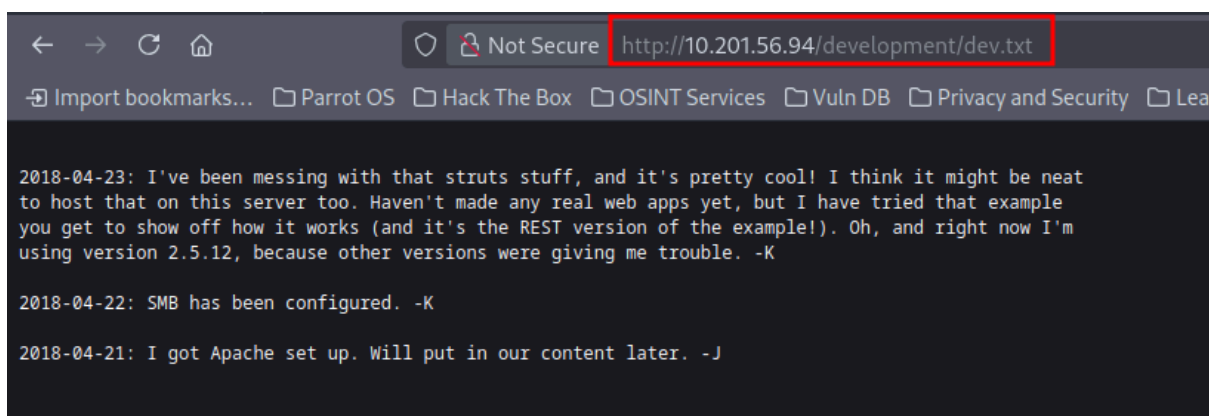 Not Secure http://10.201.56.94/development/dev.txt
Import bookmarks... Parrot OS Hack The Box OSINT Services Vuln DB Privacy and Security Lea
2018-04-23: I've been messing with that struts stuff, and it's pretty cool! I think it might be neat
to host that on this server too. Haven't made any real web apps yet, but I have tried that example
you get to show off how it works (and it's the REST version of the example!). Oh, and right now I'm
using version 2.5.12, because other versions were giving me trouble. -K
2018-04-22: SMB has been configured. -K
2018-04-21: I got Apache set up. Will put in our content later. -J